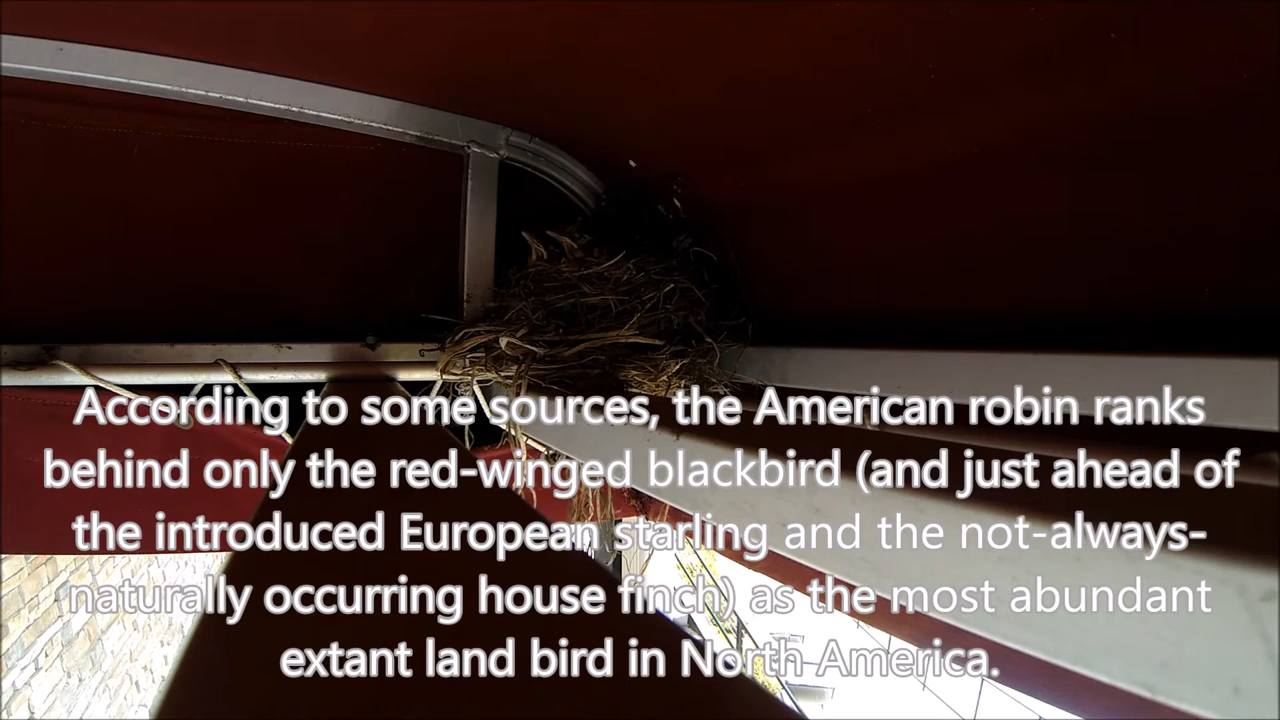 According to some sources, the American robin ranks
behind only the red-winged blackbird (and just ahead of
the introduced European starling and the not-always-
naturally occurring house finch) as the most abundant
extant land bird in North America.